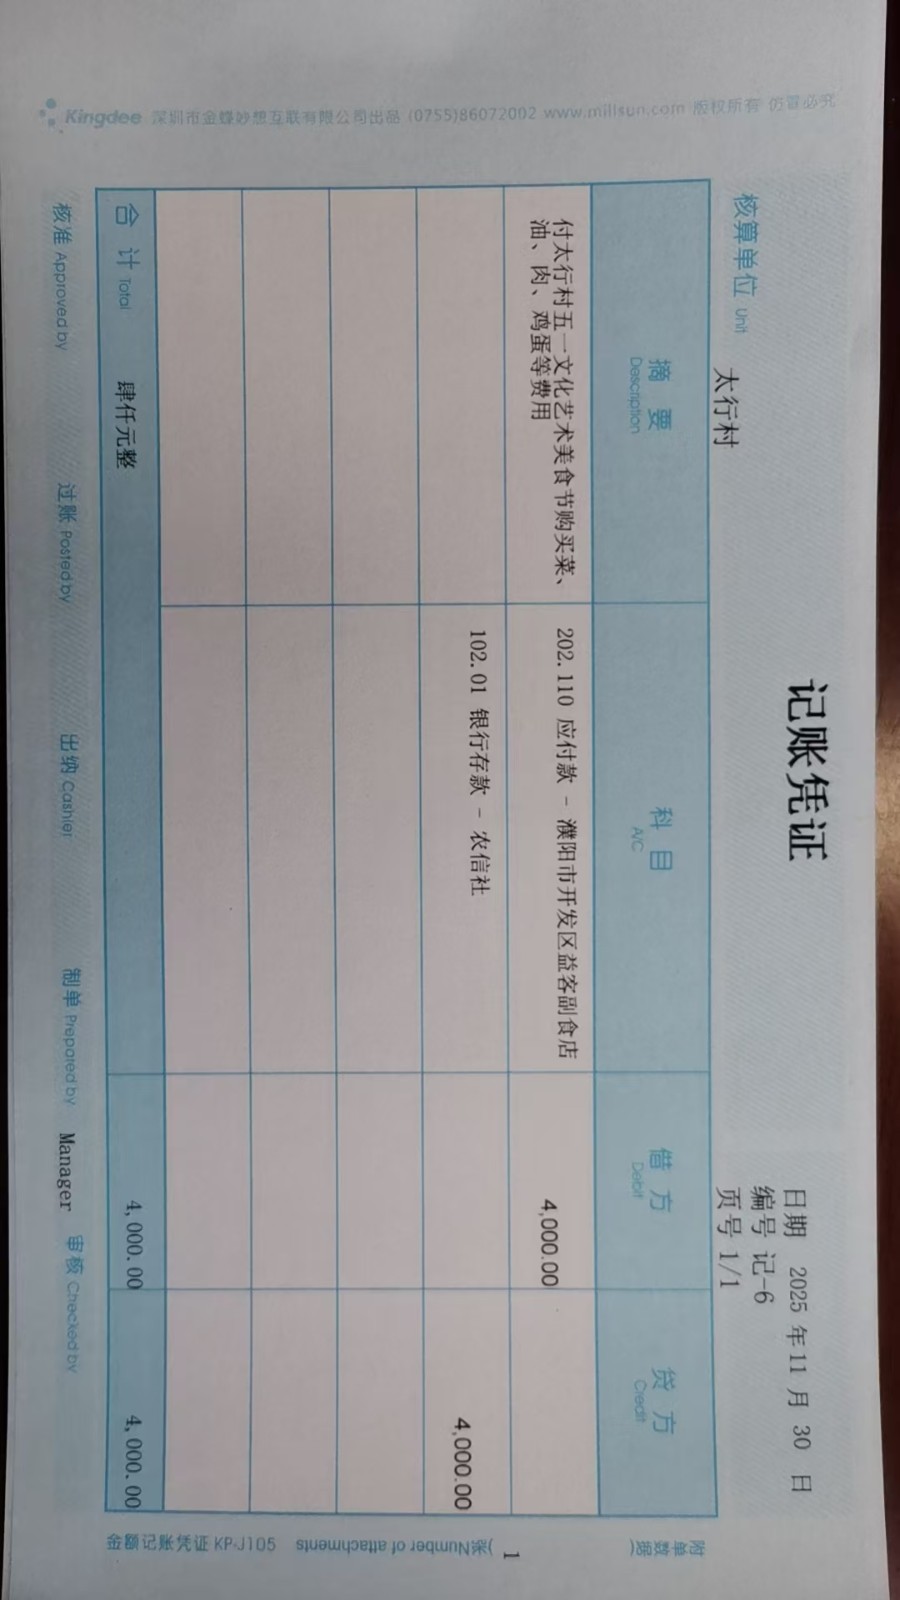 记账凭证
日期 2025 年 11 月 30 日
编号 记-6
核算单位 Unit 太行村 页号 1/1
摘 要 科 目 借 方 贷 方
Description A/C Debit Credit
付太行村五一文化艺术美食节购买菜、 202.110 应付款 - 濮阳市开发区益客副食店 4,000.00
油、肉、鸡蛋等费用
102.01 银行存款 - 农信社 4,000.00
合 计 Total 肆仟元整 4,000.00 4,000.00
核准 Approved by 过账 Posted by 出纳 Cashier 制单 Prepared by Manager 审核 Checked by
附单数据( 1 )张 (Number of attachments
金额记账凭证 KP-J105
Kingdee 深圳市金蝶妙想互联有限公司出品 (0755)86072002 www.millsun.com 版权所有 仿冒必究